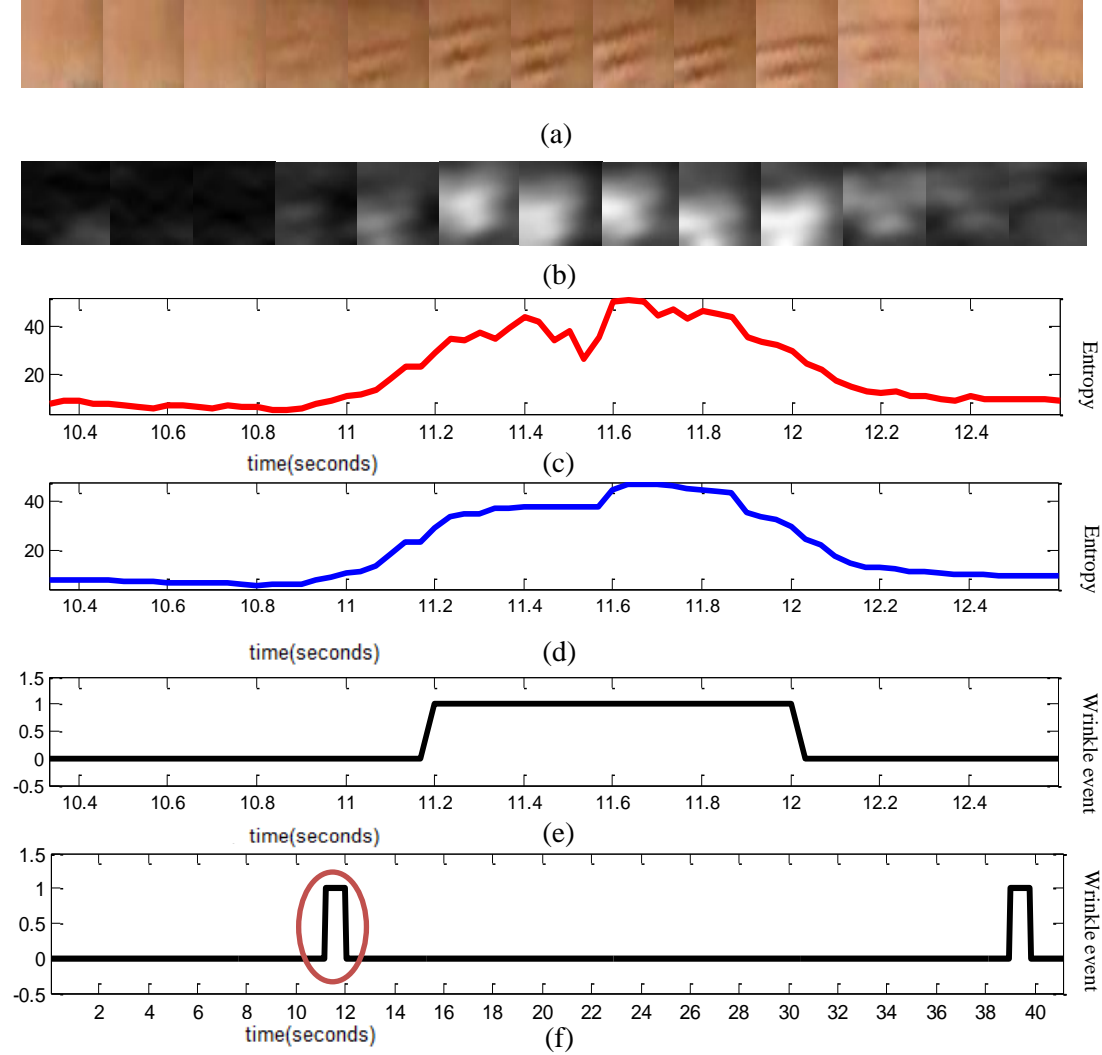 (a)
(b)
40
20
Entropy
10.4 10.6 10.8 11 11.2 11.4 11.6 11.8 12 12.2 12.4
time(seconds)
(c)
40
20
Entropy
10.4 10.6 10.8 11 11.2 11.4 11.6 11.8 12 12.2 12.4
time(seconds)
(d)
1.5
1
0.5
0
-0.5
Wrinkle event
10.4 10.6 10.8 11 11.2 11.4 11.6 11.8 12 12.2 12.4
time(seconds)
(e)
1.5
1
0.5
0
-0.5
Wrinkle event
2 4 6 8 10 12 14 16 18 20 22 24 26 28 30 32 34 36 38 40
time(seconds)
(f)